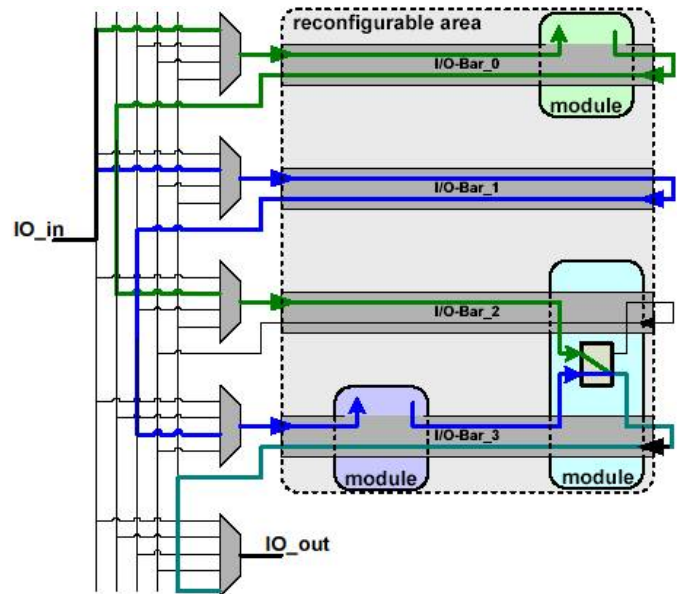 reconfigurable area
I/O-Bar_0
module
I/O-Bar_1
IO_in
I/O-Bar_2
I/O-Bar_3
module
module
IO_out